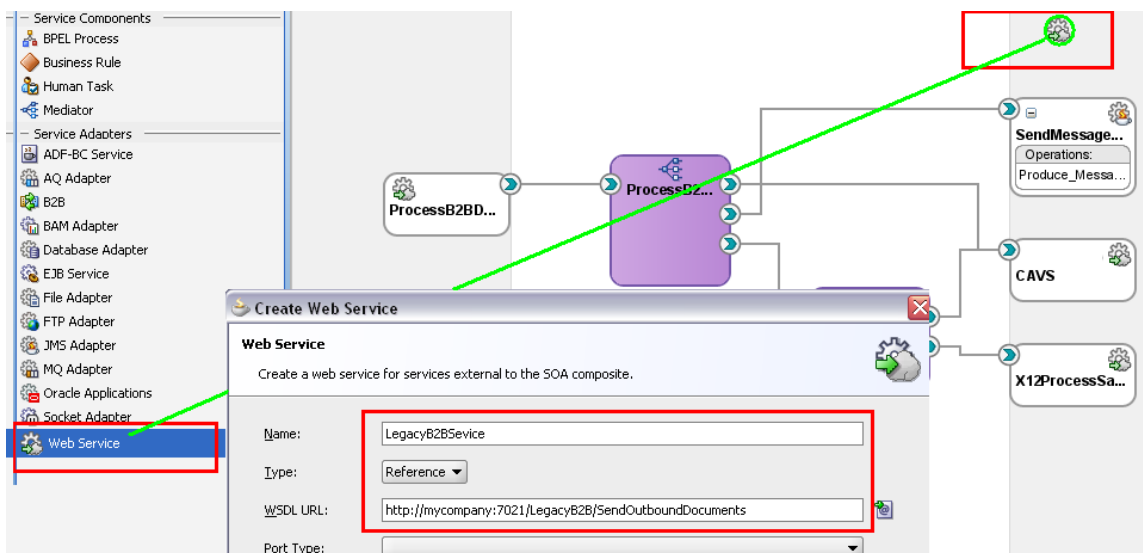 Service Components
BPEL Process
Business Rule
Human Task
Mediator
Service Adapters
ADF-BC Service
AQ Adapter
B2B
BAM Adapter
Database Adapter
EJB Service
File Adapter
FTP Adapter
JMS Adapter
MQ Adapter
Oracle Applications
Socket Adapter
Web Service
ProcessB2BD...
ProcessB2...
SendMessage...
Operations:
Produce_Messa...
CAVS
X12ProcessSa...
Create Web Service
Web Service
Create a web service for services external to the SOA composite.
Name: LegacyB2BSevice
Type: Reference
WSDL URL: http://mycompany:7021/LegacyB2B/SendOutboundDocuments
Port Type: